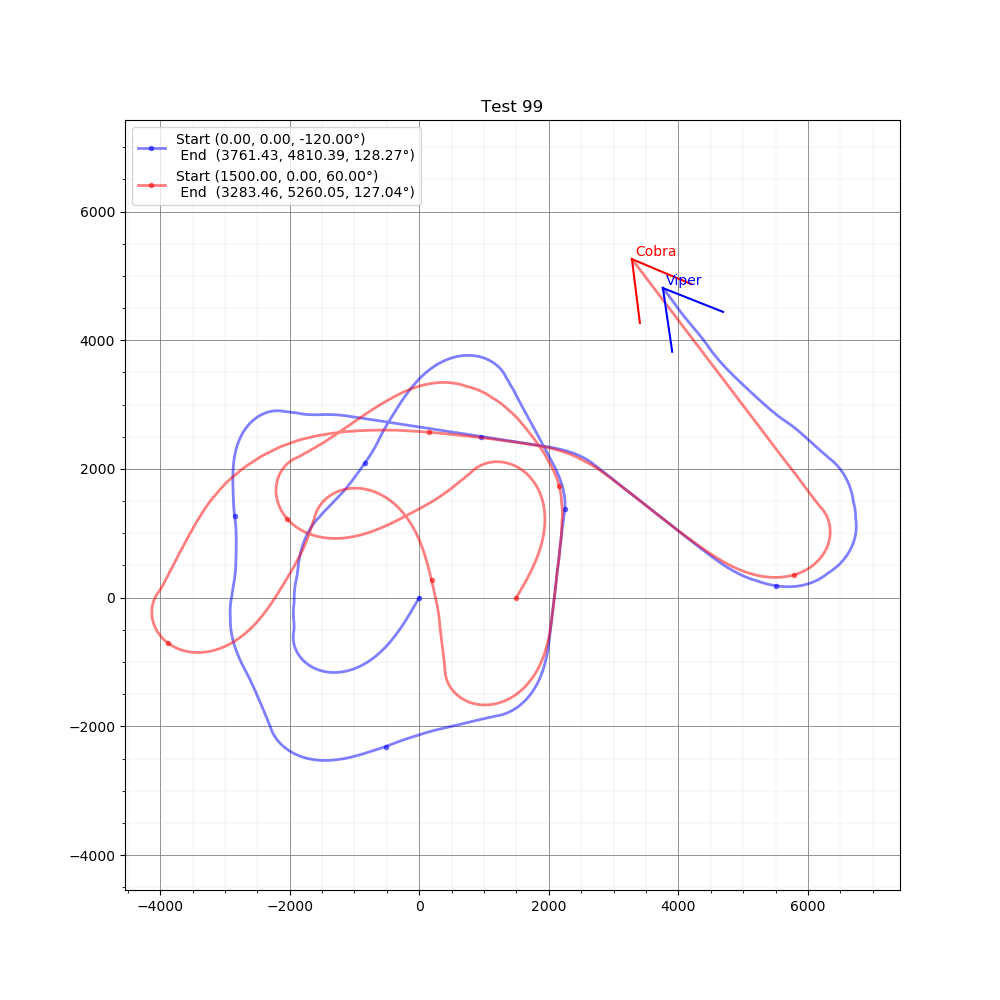 Test 99
Start (0.00, 0.00, -120.00°)
End  (3761.43, 4810.39, 128.27°)
Start (1500.00, 0.00, 60.00°)
End  (3283.46, 5260.05, 127.04°)
6000
4000
2000
0
−2000
−4000
Cobra
Viper
−4000
−2000
0
2000
4000
6000